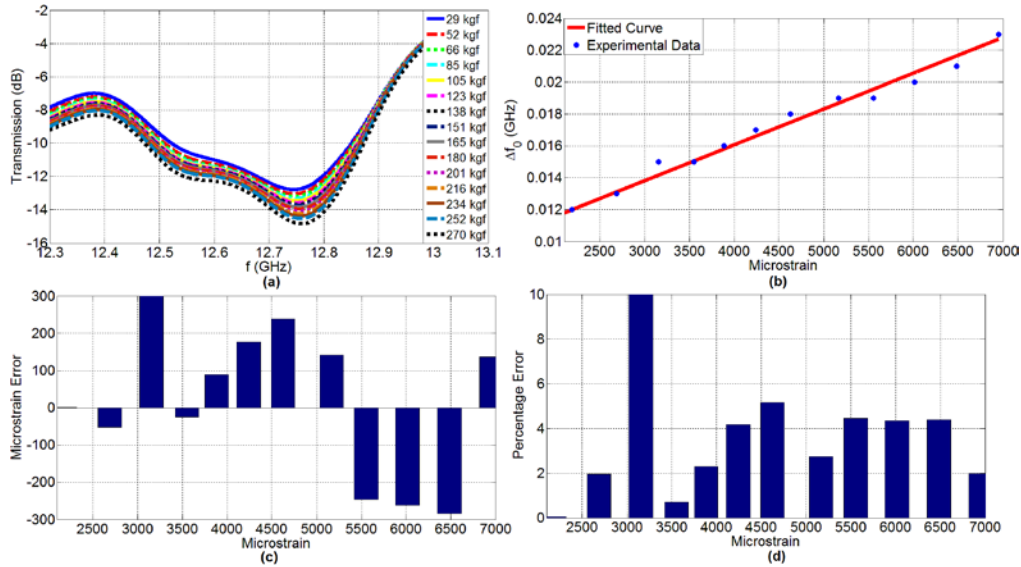 -2
-4
-6
-8
-10
-12
-14
-16
Transmission (dB)
12.3
12.4
12.5
12.6
12.7
12.8
12.9
13
13.1
f (GHz)
29 kgf
52 kgf
66 kgf
85 kgf
105 kgf
123 kgf
138 kgf
151 kgf
165 kgf
180 kgf
201 kgf
216 kgf
234 kgf
252 kgf
270 kgf
(a)
0.024
0.022
0.02
0.018
0.016
0.014
0.012
0.01
Δf0 (GHz)
Fitted Curve
Experimental Data
2500
3000
3500
4000
4500
5000
5500
6000
6500
7000
Microstrain
(b)
300
200
100
0
-100
-200
-300
Microstrain Error
2500
3000
3500
4000
4500
5000
5500
6000
6500
7000
Microstrain
(c)
10
8
6
4
2
0
Percentage Error
2500
3000
3500
4000
4500
5000
5500
6000
6500
7000
Microstrain
(d)